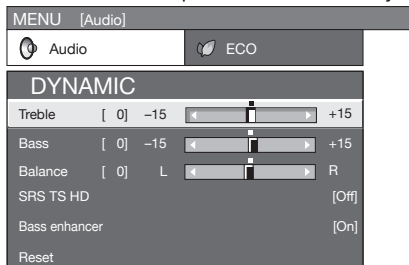 MENU [Audio]
Audio ECO
DYNAMIC
Treble [ 0] –15 +15
Bass [ 0] –15 +15
Balance [ 0] L R
SRS TS HD [Off]
Bass enhancer [On]
Reset